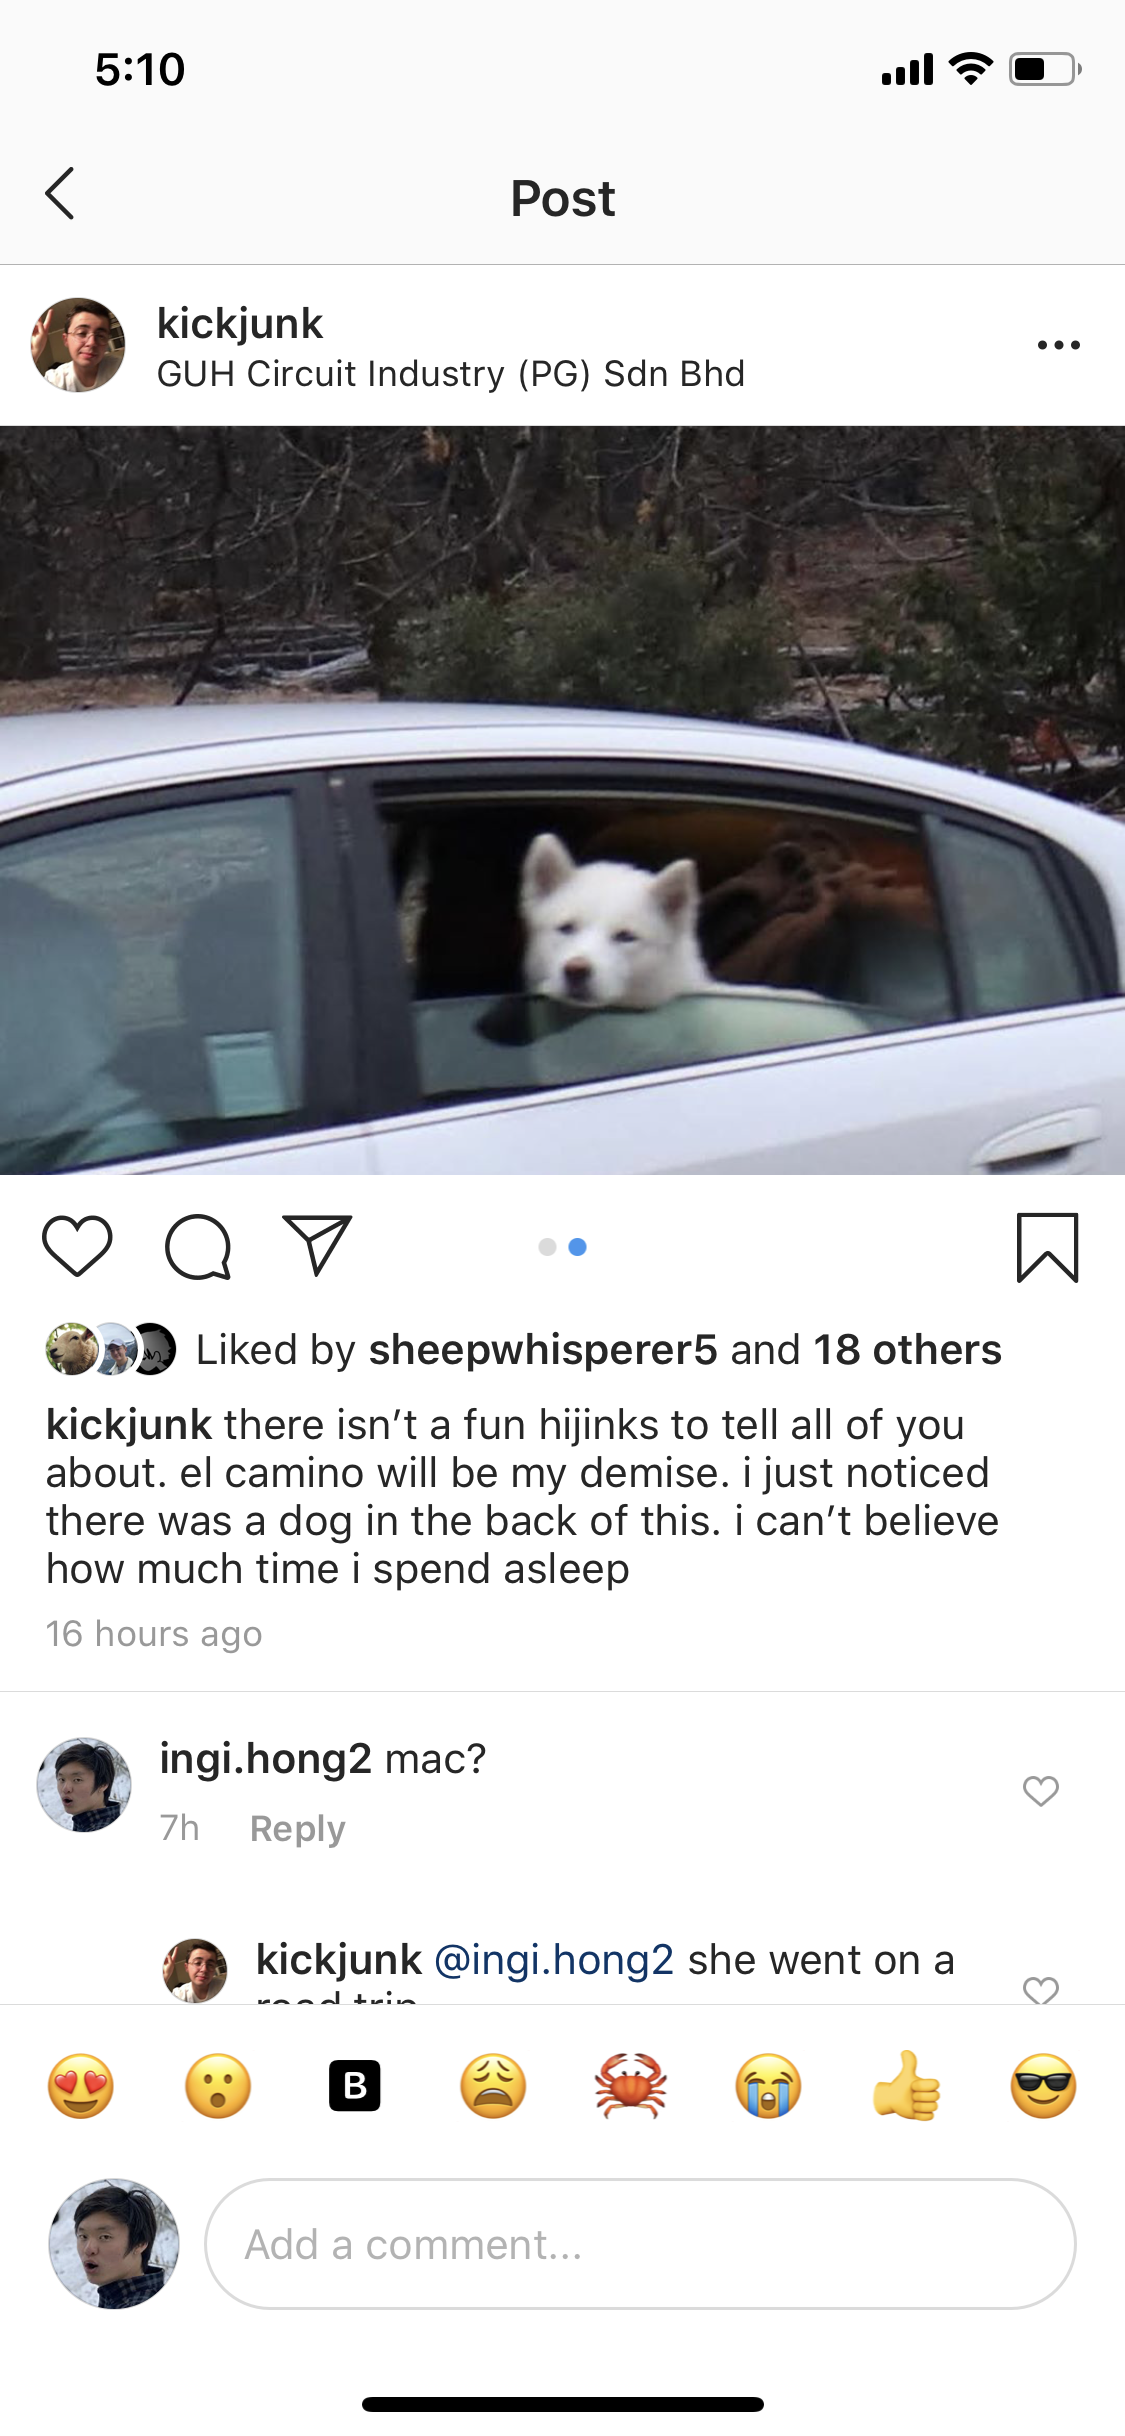 5:10
Post
kickjunk
GUH Circuit Industry (PG) Sdn Bhd
Liked by sheepwhisperer5 and 18 others
kickjunk there isn’t a fun hijinks to tell all of you
about. el camino will be my demise. i just noticed
there was a dog in the back of this. i can’t believe
how much time i spend asleep
16 hours ago
ingi.hong2 mac?
7h Reply
kickjunk @ingi.hong2 she went on a
road trip
B
Add a comment...